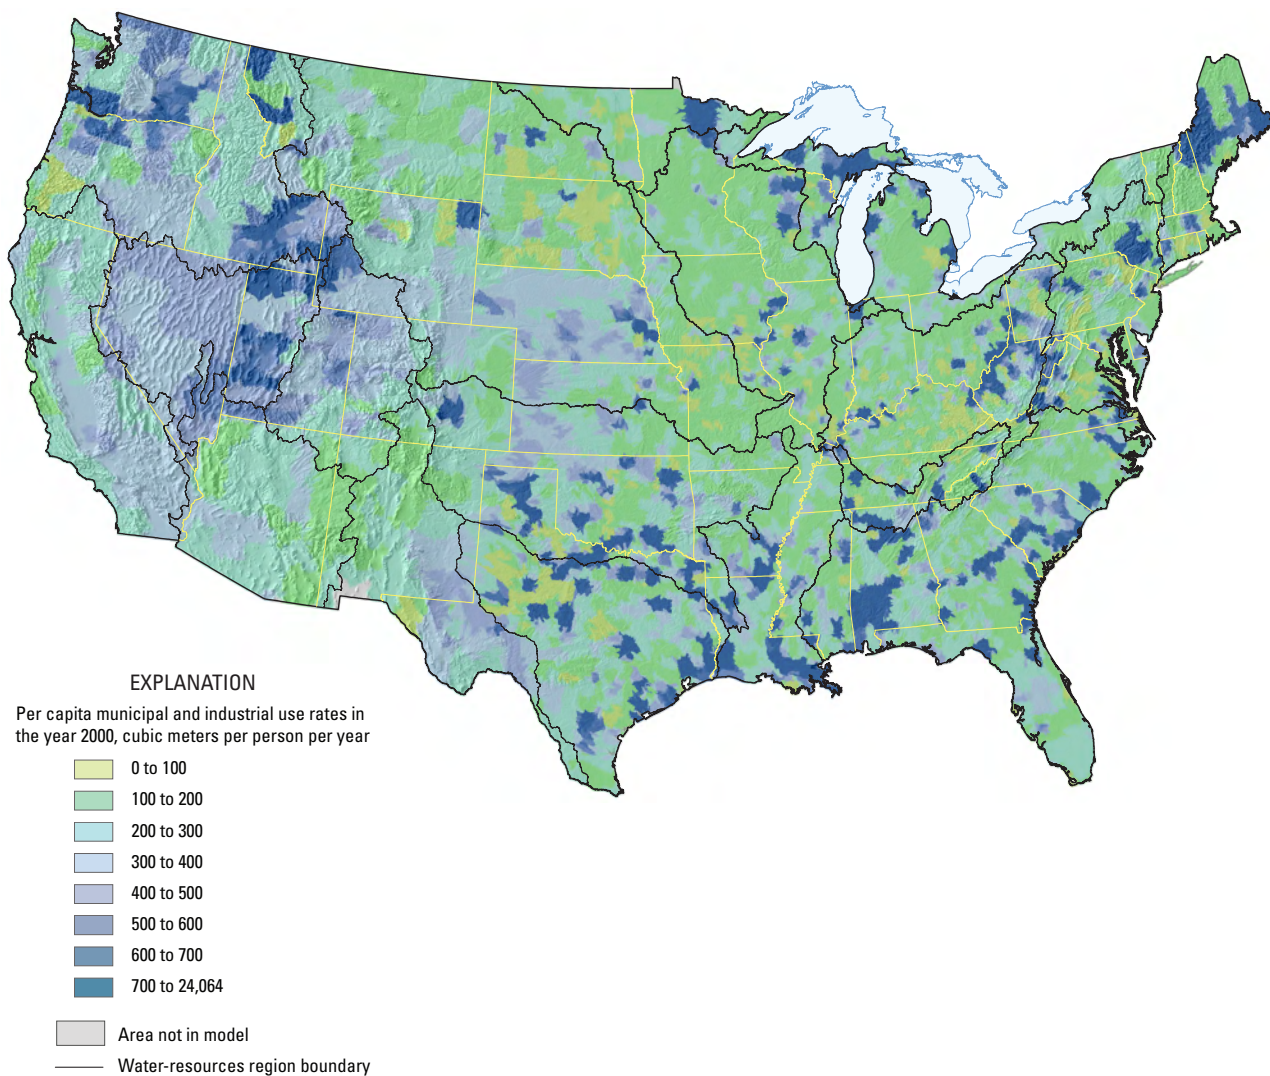 EXPLANATION
Per capita municipal and industrial use rates in
the year 2000, cubic meters per person per year
0 to 100
100 to 200
200 to 300
300 to 400
400 to 500
500 to 600
600 to 700
700 to 24,064
Area not in model
Water-resources region boundary